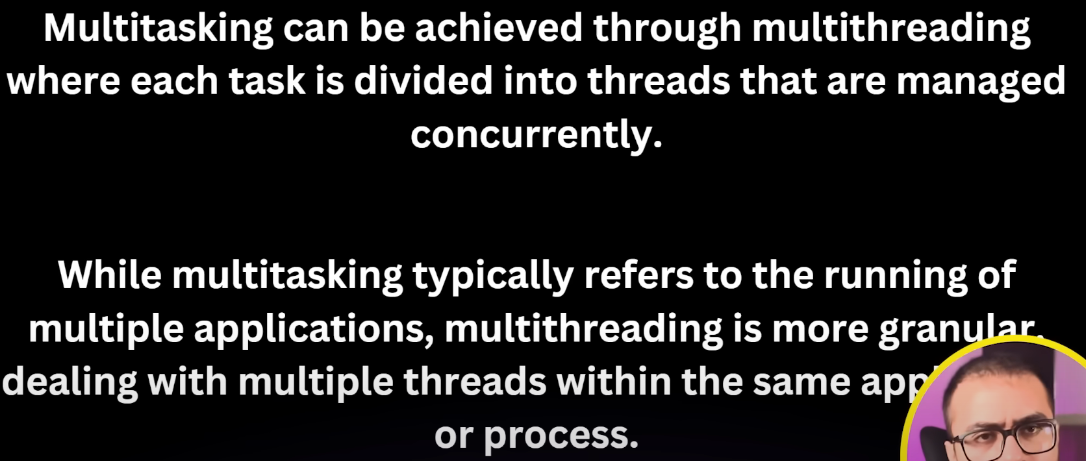 Multitasking can be achieved through multithreading
where each task is divided into threads that are managed
concurrently.
While multitasking typically refers to the running of
multiple applications, multithreading is more granular,
dealing with multiple threads within the same
or process.